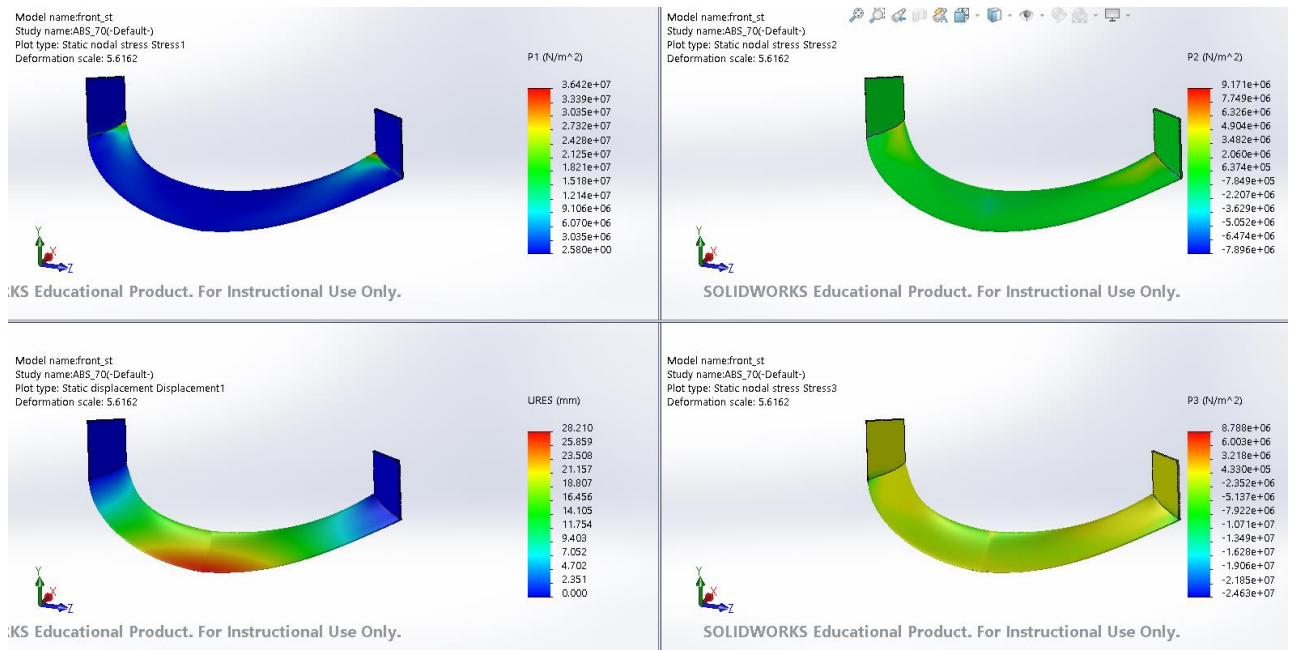 Model name:front_st
Study name:ABS_70(-Default-)
Plot type: Static nodal stress Stress1
Deformation scale: 5.6162
P1 (N/m^2)
3.642e+07
3.339e+07
3.035e+07
2.732e+07
2.428e+07
2.125e+07
1.821e+07
1.518e+07
1.214e+07
9.106e+06
6.070e+06
3.035e+06
2.580e+00
Y
X
Z
KS Educational Product. For Instructional Use Only.
Model name:front_st
Study name:ABS_70(-Default-)
Plot type: Static nodal stress Stress2
Deformation scale: 5.6162
P2 (N/m^2)
9.171e+06
7.749e+06
6.326e+06
4.904e+06
3.482e+06
2.060e+06
6.374e+05
-7.849e+05
-2.207e+06
-3.629e+06
-5.052e+06
-6.474e+06
-7.896e+06
Y
X
Z
SOLIDWORKS Educational Product. For Instructional Use Only.
Model name:front_st
Study name:ABS_70(-Default-)
Plot type: Static displacement Displacement1
Deformation scale: 5.6162
URES (mm)
28.210
25.859
23.508
21.157
18.807
16.456
14.105
11.754
9.403
7.052
4.702
2.351
0.000
Y
X
Z
KS Educational Product. For Instructional Use Only.
Model name:front_st
Study name:ABS_70(-Default-)
Plot type: Static nodal stress Stress3
Deformation scale: 5.6162
P3 (N/m^2)
8.788e+06
6.003e+06
3.218e+06
4.330e+05
-2.352e+06
-5.137e+06
-7.922e+06
-1.071e+07
-1.349e+07
-1.628e+07
-1.906e+07
-2.185e+07
-2.463e+07
Y
X
Z
SOLIDWORKS Educational Product. For Instructional Use Only.